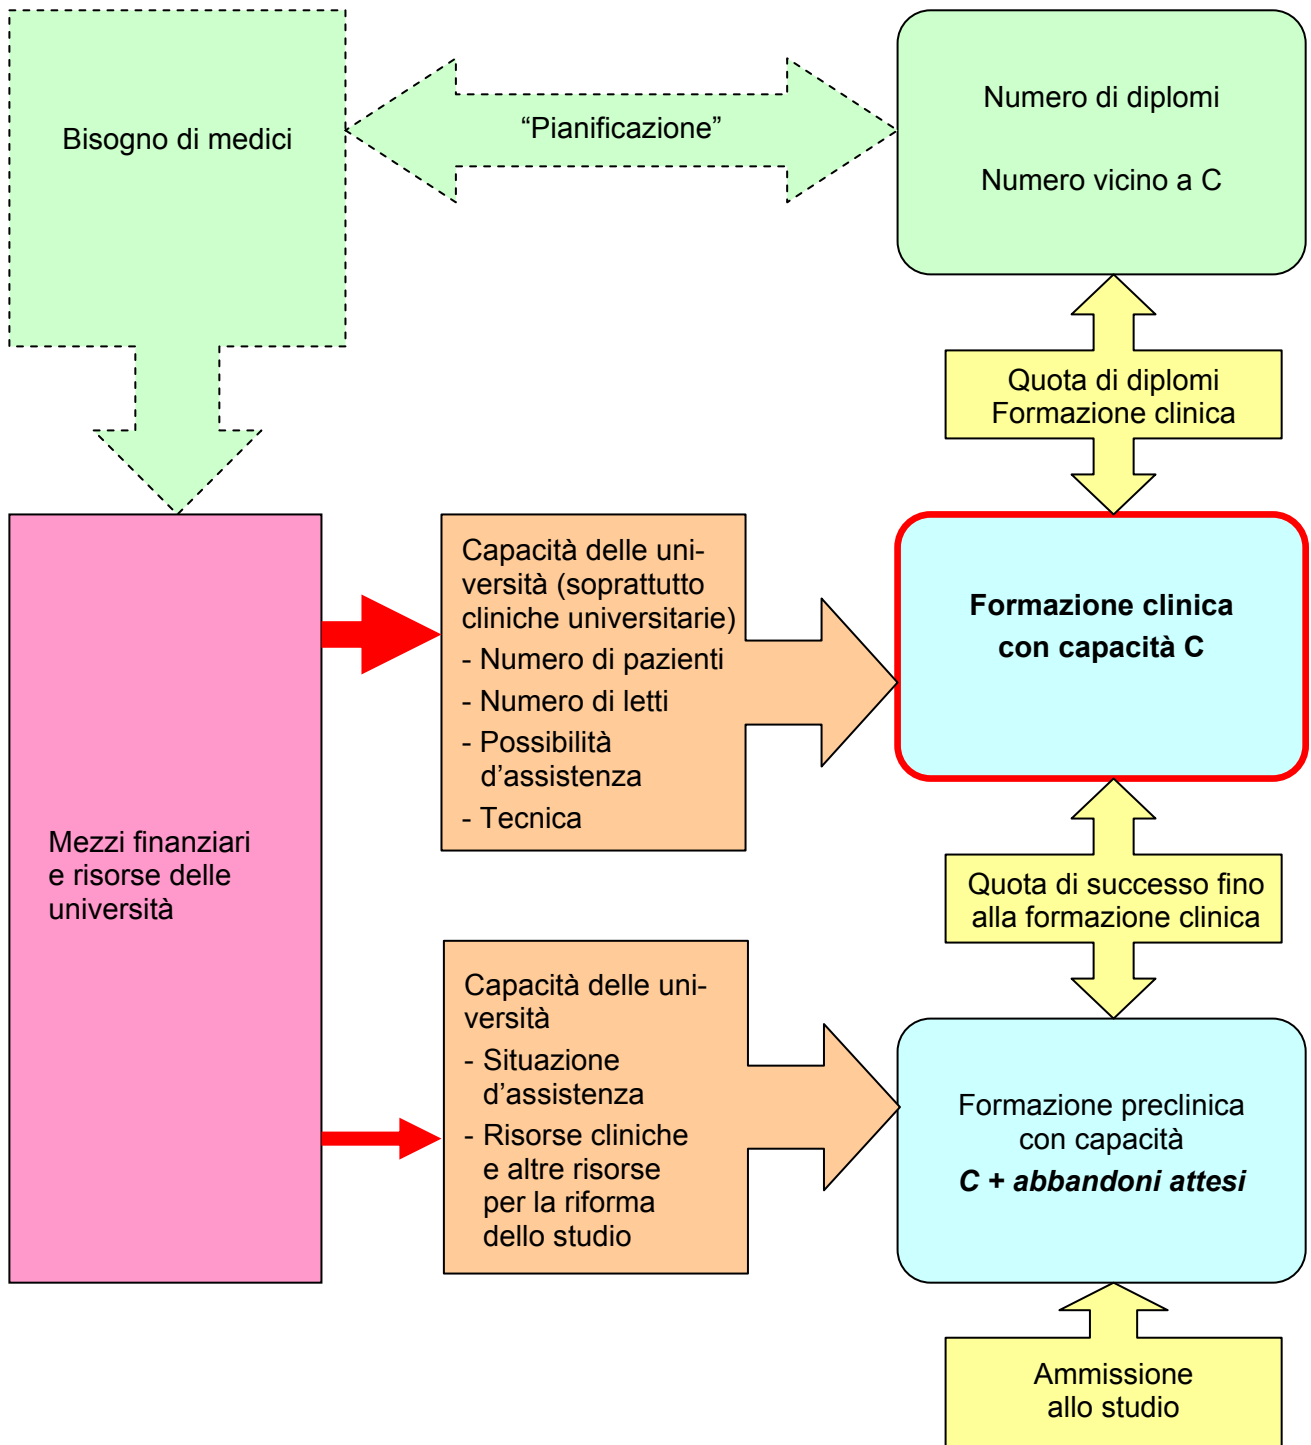 Bisogno di medici
“Pianificazione”
Numero di diplomi
Numero vicino a C
Quota di diplomi
Formazione clinica
Capacità delle uni-
versità (soprattutto
cliniche universitarie)
- Numero di pazienti
- Numero di letti
- Possibilità
d’assistenza
- Tecnica
Formazione clinica
con capacità C
Mezzi finanziari
e risorse delle
università
Quota di successo fino
alla formazione clinica
Capacità delle uni-
versità
- Situazione
d’assistenza
- Risorse cliniche
e altre risorse
per la riforma
dello studio
Formazione preclinica
con capacità
C + abbandoni attesi
Ammissione
allo studio